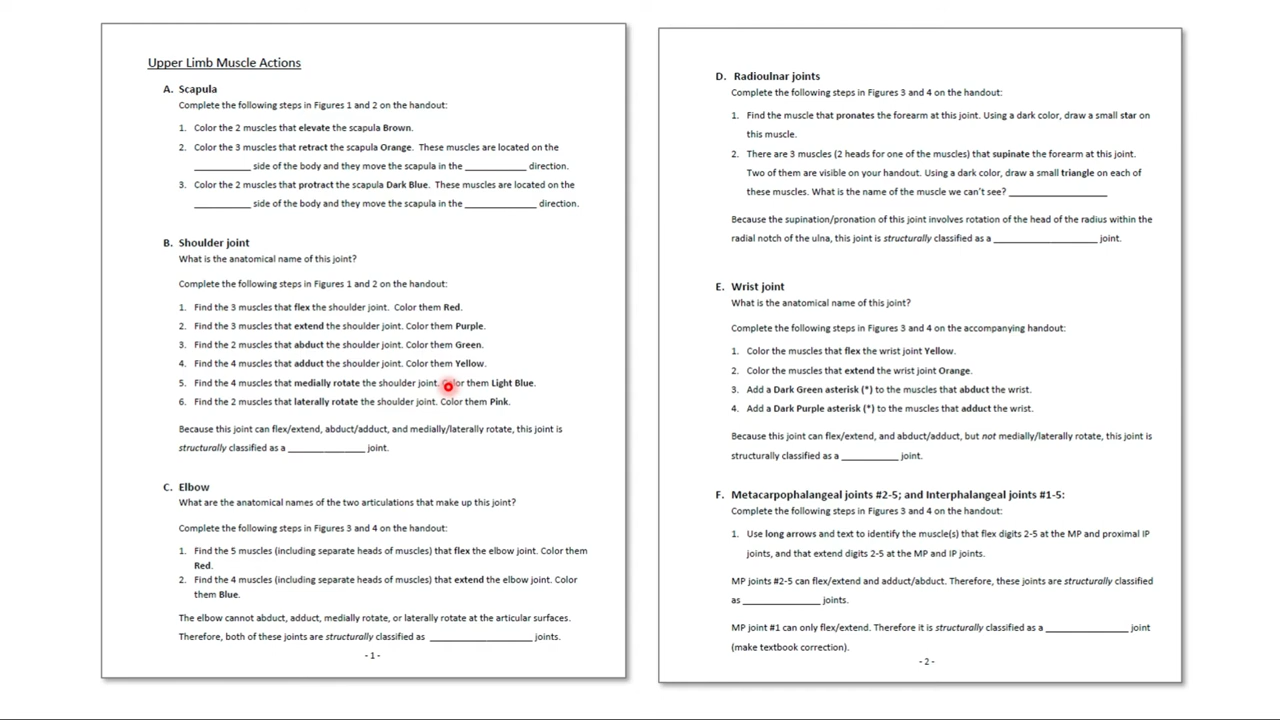 Upper Limb Muscle Actions
A. Scapula
Complete the following steps in Figures 1 and 2 on the handout:
1. Color the 2 muscles that elevate the scapula Brown.
2. Color the 3 muscles that retract the scapula Orange. These muscles are located on the
___________ side of the body and they move the scapula in the ____________ direction.
3. Color the 2 muscles that protract the scapula Dark Blue. These muscles are located on the
___________ side of the body and they move the scapula in the ______________ direction.
B. Shoulder joint
What is the anatomical name of this joint?
Complete the following steps in Figures 1 and 2 on the handout:
1. Find the 3 muscles that flex the shoulder joint. Color them Red.
2. Find the 3 muscles that extend the shoulder joint. Color them Purple.
3. Find the 2 muscles that abduct the shoulder joint. Color them Green.
4. Find the 4 muscles that adduct the shoulder joint. Color them Yellow.
5. Find the 4 muscles that medially rotate the shoulder joint. Color them Light Blue.
6. Find the 2 muscles that laterally rotate the shoulder joint. Color them Pink.
Because this joint can flex/extend, abduct/adduct, and medially/laterally rotate, this joint is
structurally classified as a _______________ joint.
C. Elbow
What are the anatomical names of the two articulations that make up this joint?
Complete the following steps in Figures 3 and 4 on the handout:
1. Find the 5 muscles (including separate heads of muscles) that flex the elbow joint. Color them
Red.
2. Find the 4 muscles (including separate heads of muscles) that extend the elbow joint. Color
them Blue.
The elbow cannot abduct, adduct, medially rotate, or laterally rotate at the articular surfaces.
Therefore, both of these joints are structurally classified as ____________________ joints.
- 1 -
D. Radioulnar joints
Complete the following steps in Figures 3 and 4 on the handout:
1. Find the muscle that pronates the forearm at this joint. Using a dark color, draw a small star on
this muscle.
2. There are 3 muscles (2 heads for one of the muscles) that supinate the forearm at this joint.
Two of them are visible on your handout. Using a dark color, draw a small triangle on each of
these muscles. What is the name of the muscle we can't see? ___________________
Because the supination/pronation of this joint involves rotation of the head of the radius within the
radial notch of the ulna, this joint is structurally classified as a ____________________ joint.
E. Wrist joint
What is the anatomical name of this joint?
Complete the following steps in Figures 3 and 4 on the accompanying handout:
1. Color the muscles that flex the wrist joint Yellow.
2. Color the muscles that extend the wrist joint Orange.
3. Add a Dark Green asterisk (*) to the muscles that abduct the wrist.
4. Add a Dark Purple asterisk (*) to the muscles that adduct the wrist.
Because this joint can flex/extend, and abduct/adduct, but not medially/laterally rotate, this joint is
structurally classified as a ___________ joint.
F. Metacarpophalangeal joints #2-5; and Interphalangeal joints #1-5:
Complete the following steps in Figures 3 and 4 on the handout:
1. Use long arrows and text to identify the muscle(s) that flex digits 2-5 at the MP and proximal IP
joints, and that extend digits 2-5 at the MP and IP joints.
MP joints #2-5 can flex/extend and adduct/abduct. Therefore, these joints are structurally classified
as _______________ joints.
MP joint #1 can only flex/extend. Therefore it is structurally classified as a ________________ joint
(make textbook correction).
- 2 -